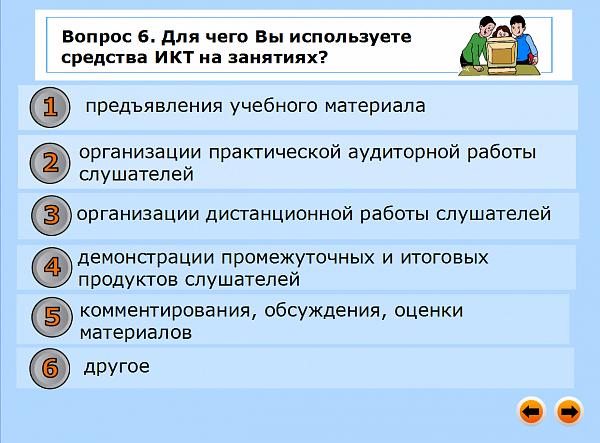 Вопрос 6. Для чего Вы используете
средства ИКТ на занятиях?
1 предъявления учебного материала
2 организации практической аудиторной работы
слушателей
3 организации дистанционной работы слушателей
4 демонстрации промежуточных и итоговых
продуктов слушателей
5 комментирования, обсуждения, оценки
материалов
6 другое